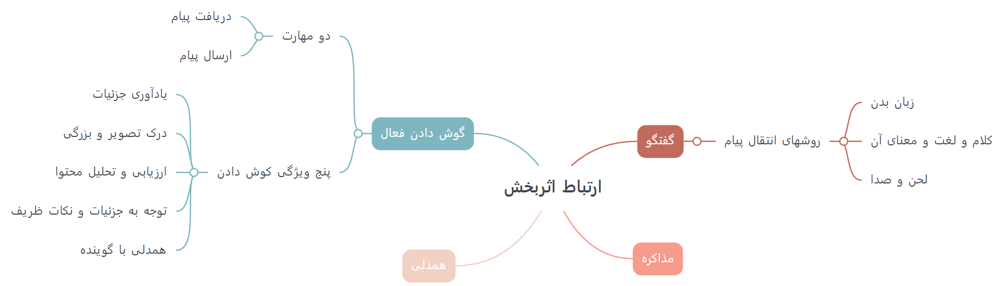 ارتباط اثربخش
گفتگو
روشهای انتقال پیام
زبان بدن
کلام و لغت و معنای آن
لحن و صدا
مذاکره
گوش دادن فعال
دو مهارت
دریافت پیام
ارسال پیام
پنج ویژگی کوش دادن
یادآوری جزئیات
درک تصویر و بزرگی
ارزیابی و تحلیل محتوا
توجه به جزئیات و نکات ظریف
همدلی با گوینده
همدلی